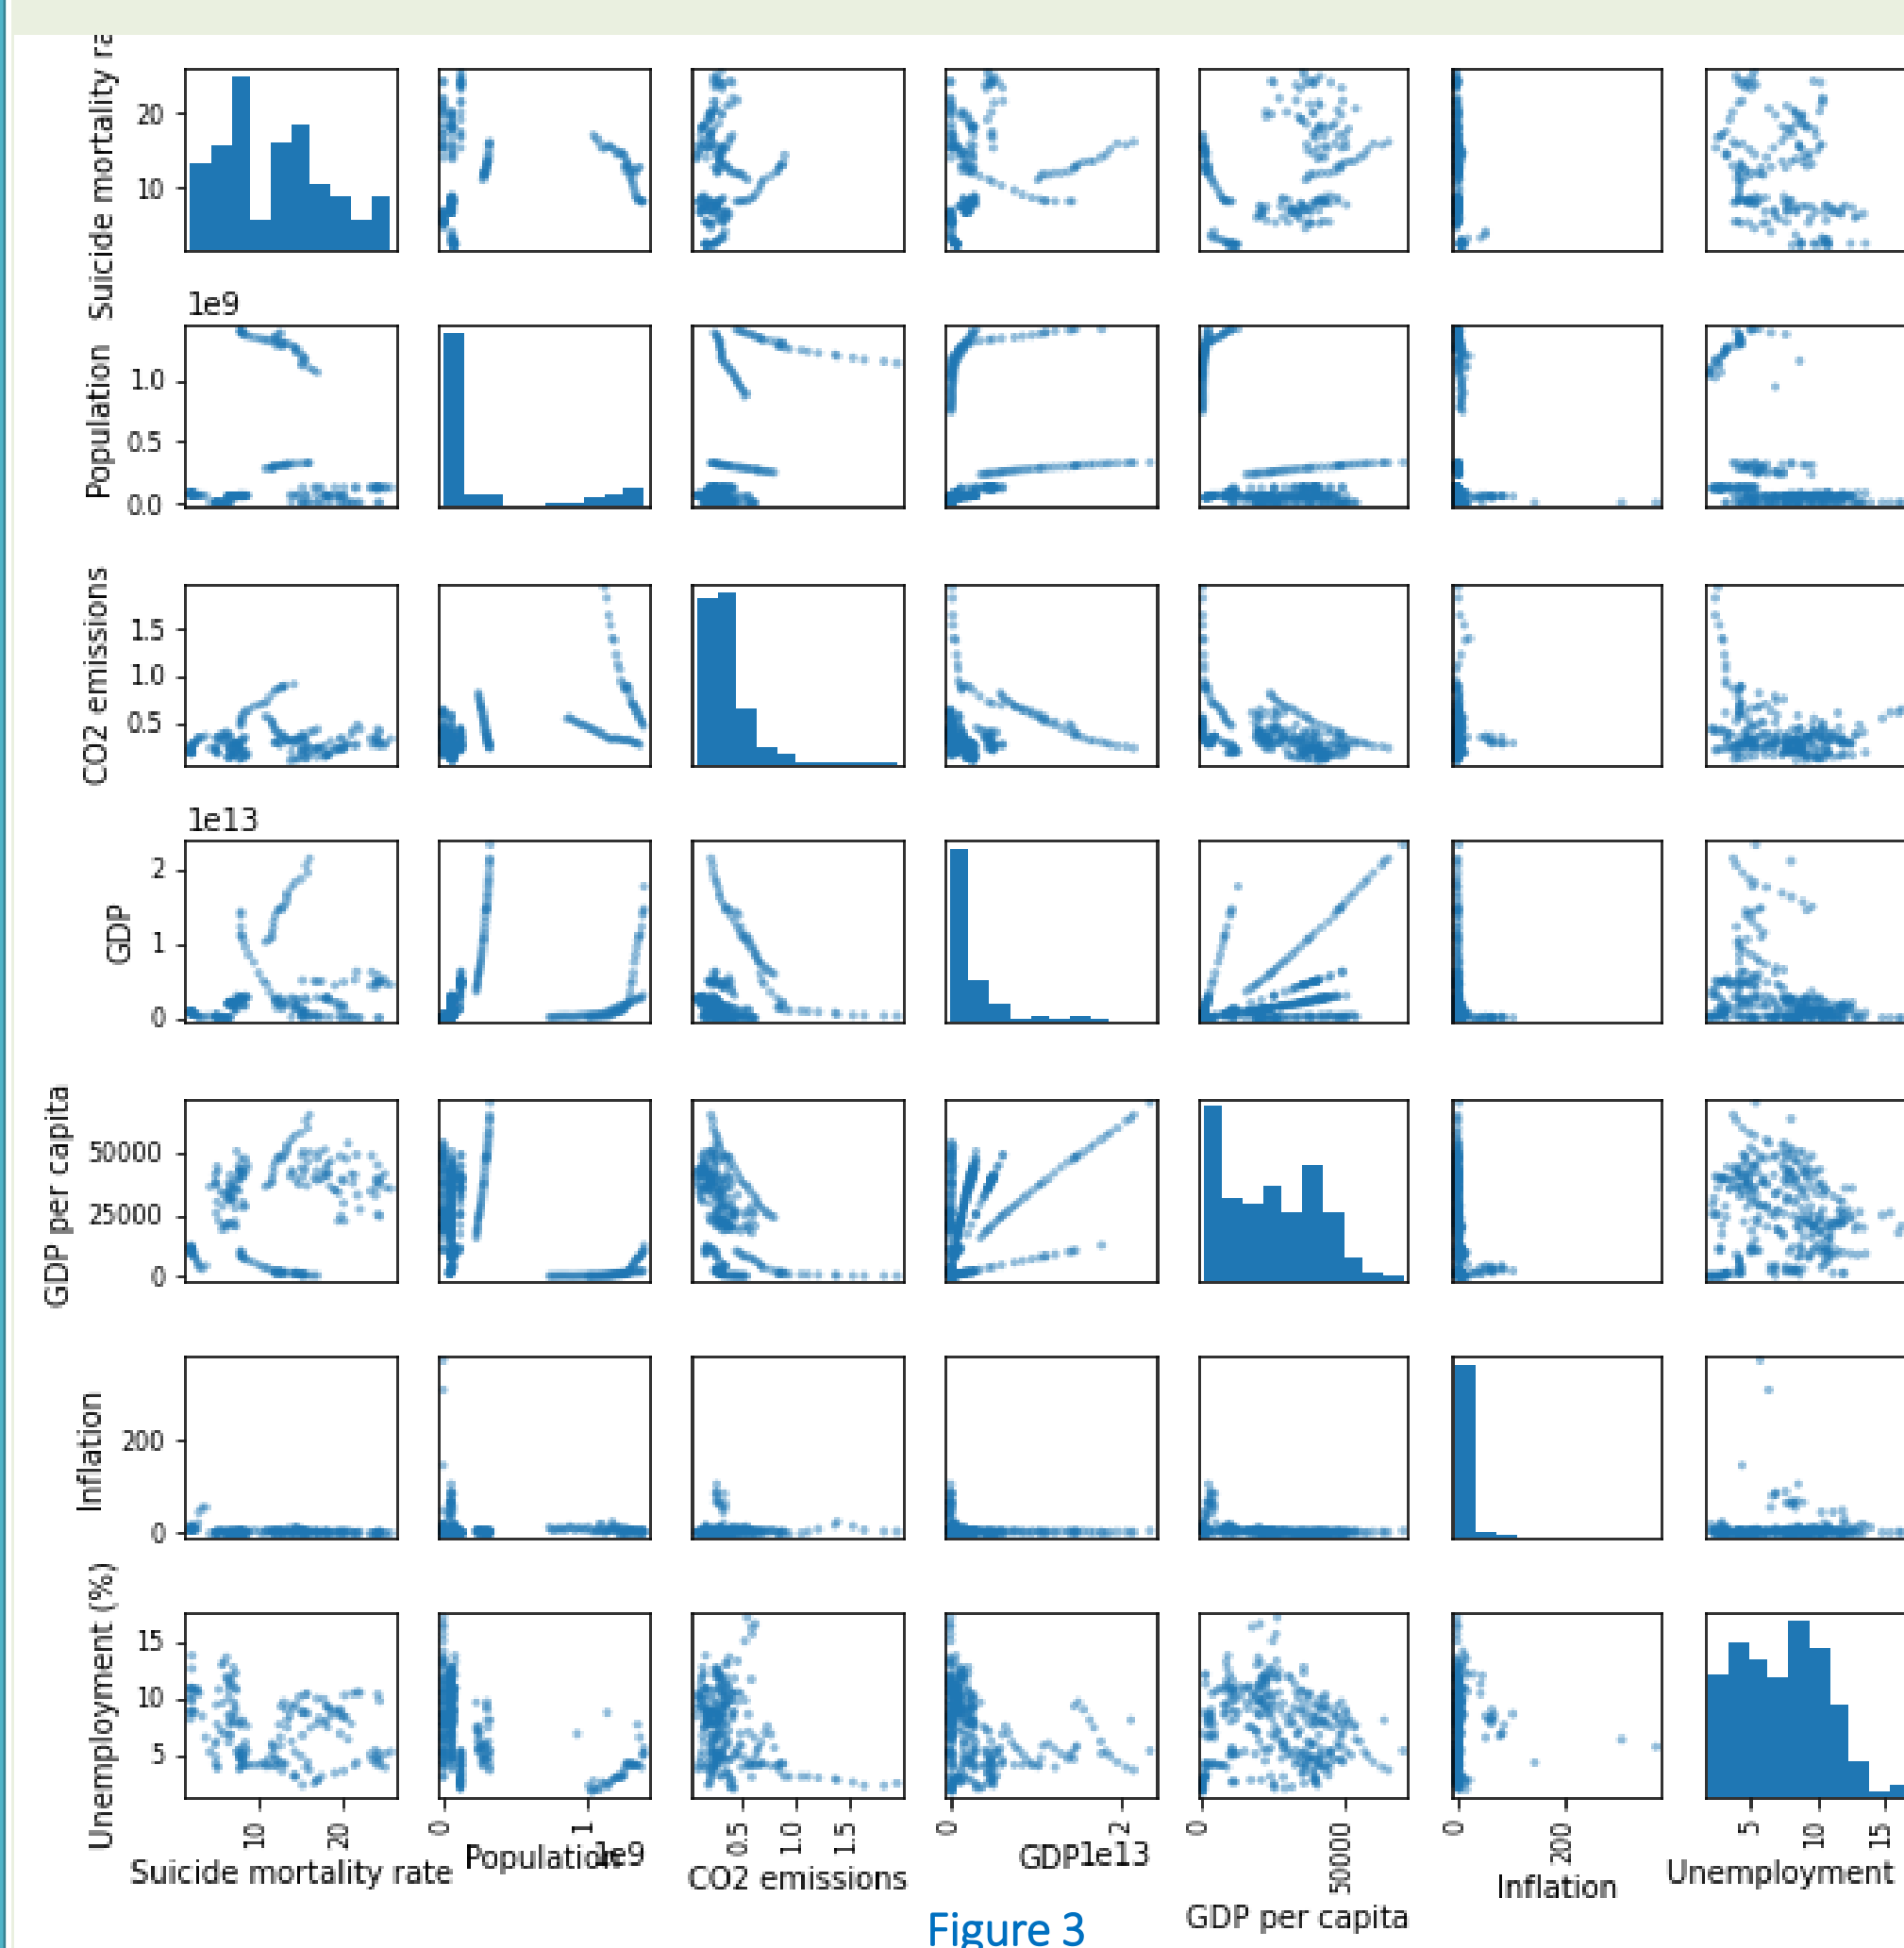 Suicide mortality ra
20
10
1e9
Population
1.0
0.5
0.0
CO2 emissions
1.5
1.0
0.5
1e13
GDP
2
1
0
GDP per capita
50000
25000
0
Inflation
200
0
Unemployment (%)
15
10
5
10 20 0 1 0.5 1.0 1.5 0 2 0 50000 0 200 5 10 15
Suicide mortality rate Population 1e9 CO2 emissions GDP 1e13 GDP per capita Inflation Unemployment
Figure 3